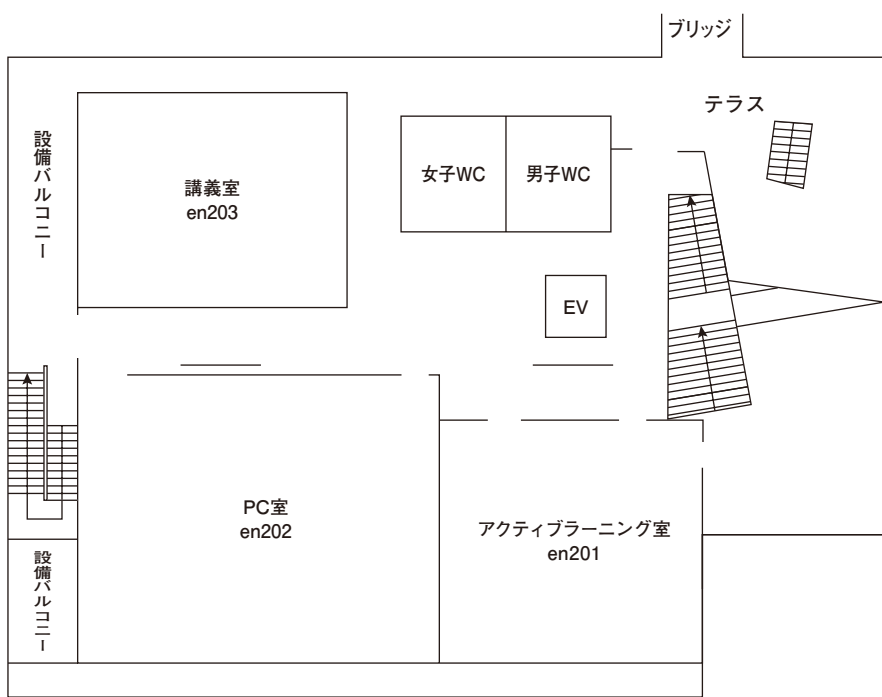 ブリッジ
テラス
設備バルコニー
講義室
en203
女子WC
男子WC
EV
PC室
en202
アクティブラーニング室
en201
設備バルコニー